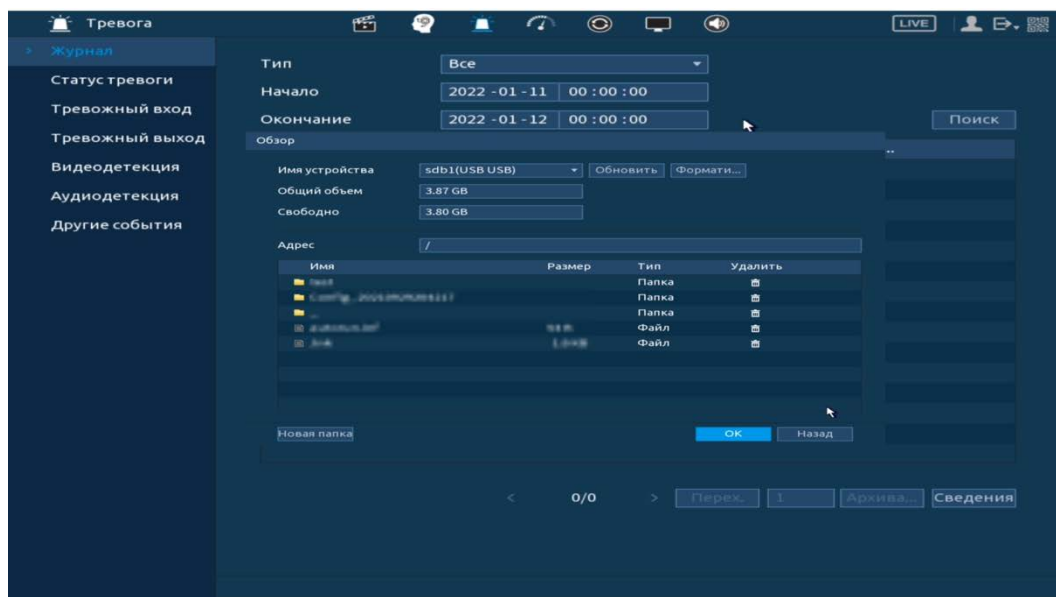 Тревога LIVE
Журнал
Статус тревоги
Тревожный вход
Тревожный выход
Видеодетекция
Аудиодетекция
Другие события
Тип Все
Начало 2022 -01 -11 00 : 00 : 00
Окончание 2022 -01 -12 00 : 00 : 00 Поиск
Обзор
Имя устройства sdb1(USB USB) Обновить Формати...
Общий объем 3.87 GB
Свободно 3.80 GB
Адрес /
Имя Размер Тип Удалить
Папка
Папка
Папка
Файл
Файл
Новая папка OK Назад
< 0/0 > Перех. 1 Архива... Сведения